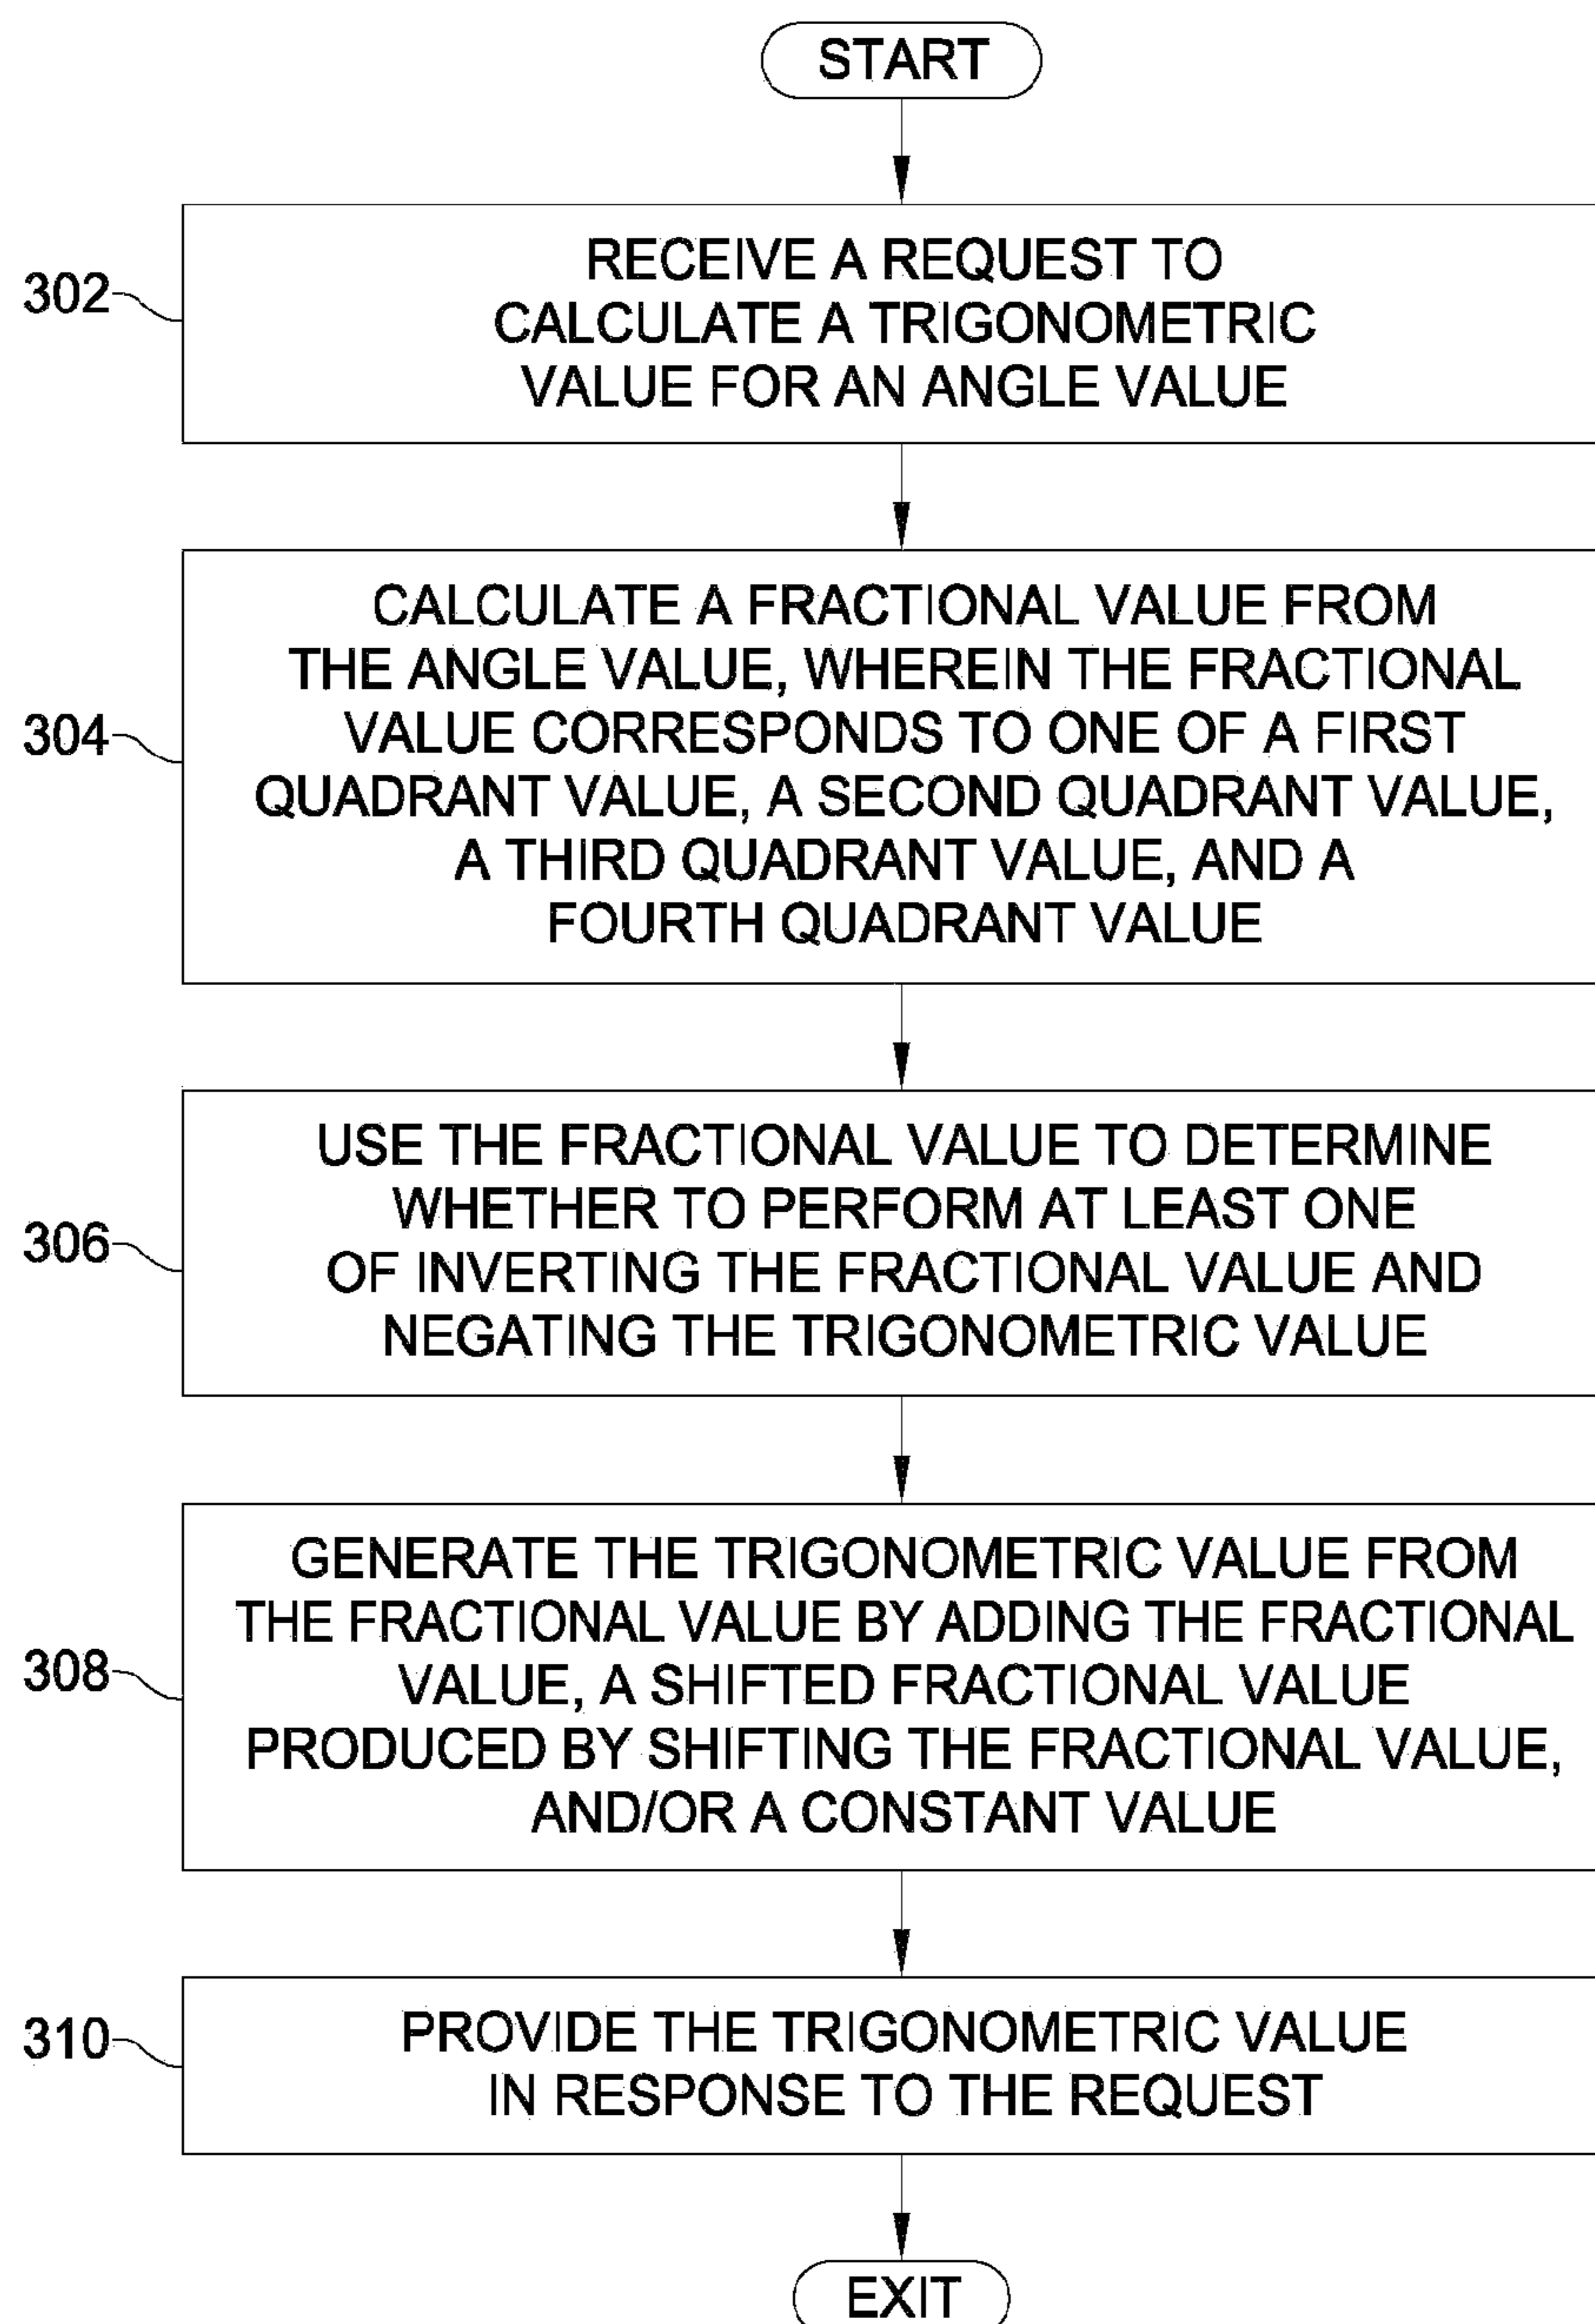 START
302
RECEIVE A REQUEST TO
CALCULATE A TRIGONOMETRIC
VALUE FOR AN ANGLE VALUE
304
CALCULATE A FRACTIONAL VALUE FROM
THE ANGLE VALUE, WHEREIN THE FRACTIONAL
VALUE CORRESPONDS TO ONE OF A FIRST
QUADRANT VALUE, A SECOND QUADRANT VALUE,
A THIRD QUADRANT VALUE, AND A
FOURTH QUADRANT VALUE
306
USE THE FRACTIONAL VALUE TO DETERMINE
WHETHER TO PERFORM AT LEAST ONE
OF INVERTING THE FRACTIONAL VALUE AND
NEGATING THE TRIGONOMETRIC VALUE
308
GENERATE THE TRIGONOMETRIC VALUE FROM
THE FRACTIONAL VALUE BY ADDING THE FRACTIONAL
VALUE, A SHIFTED FRACTIONAL VALUE
PRODUCED BY SHIFTING THE FRACTIONAL VALUE,
AND/OR A CONSTANT VALUE
310
PROVIDE THE TRIGONOMETRIC VALUE
IN RESPONSE TO THE REQUEST
EXIT